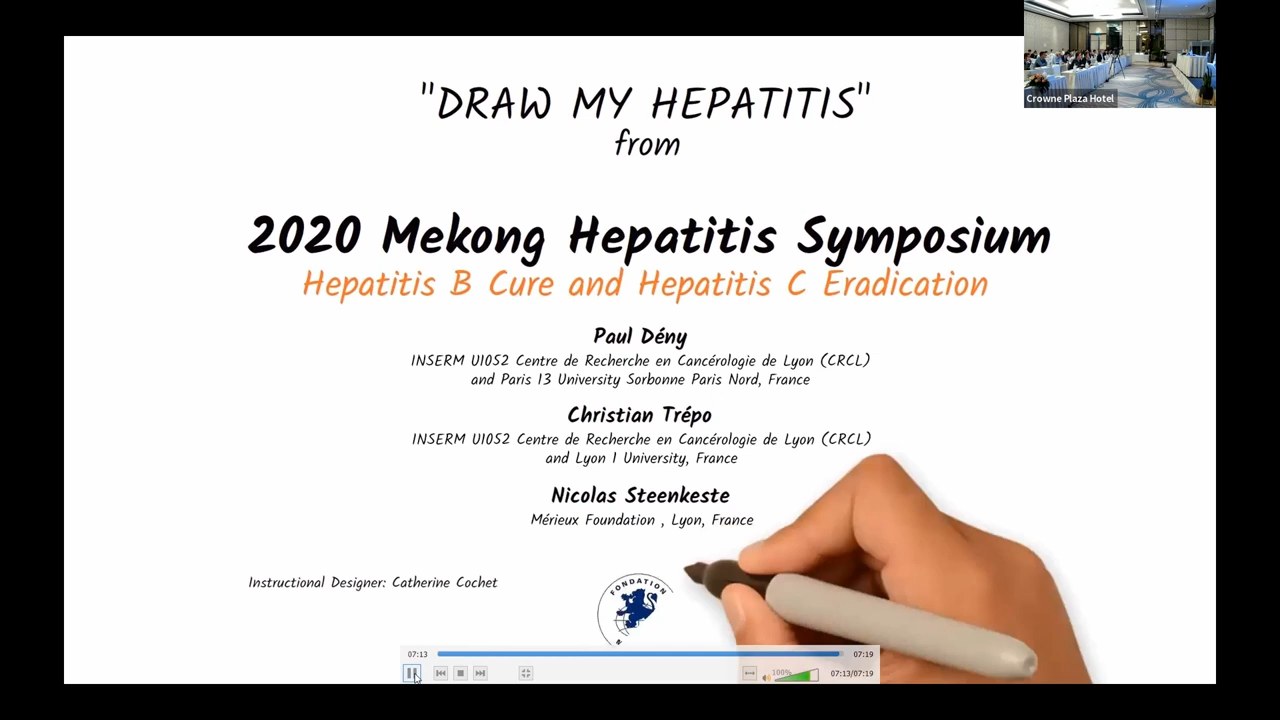 "DRAW MY HEPATITIS"
from
2020 Mekong Hepatitis Symposium
Hepatitis B Cure and Hepatitis C Eradication
Paul Dény
INSERM U1052 Centre de Recherche en Cancérologie de Lyon (CRCL)
and Paris 13 University Sorbonne Paris Nord, France
Christian Trépo
INSERM U1052 Centre de Recherche en Cancérologie de Lyon (CRCL)
and Lyon 1 University, France
Nicolas Steenkeste
Mérieux Foundation , Lyon, France
Instructional Designer: Catherine Cochet
FONDATION
Crowne Plaza Hotel
07:13
07:19
100%
07:13/07:19